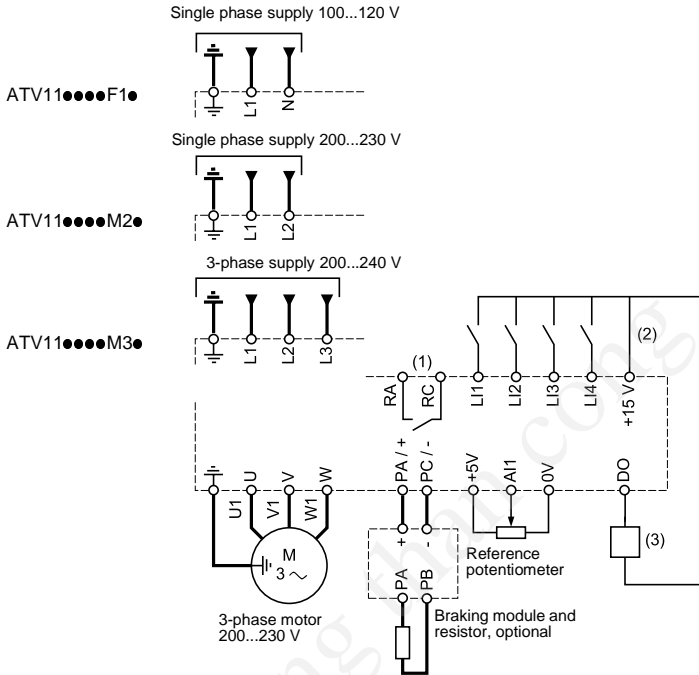 Single phase supply 100...120 V
ATV11●●●●F1●
L1
N
Single phase supply 200...230 V
ATV11●●●●M2●
L1
L2
3-phase supply 200...240 V
ATV11●●●●M3●
L1
L2
L3
(1)
(2)
RA
RC
LI1
LI2
LI3
LI4
+15 V
U
V
W
PA / +
PC / -
+5V
AI1
0V
DO
U1
V1
W1
M
3
+
-
(3)
Reference
potentiometer
PA
PB
3-phase motor
200...230 V
Braking module and
resistor, optional
ng than cong